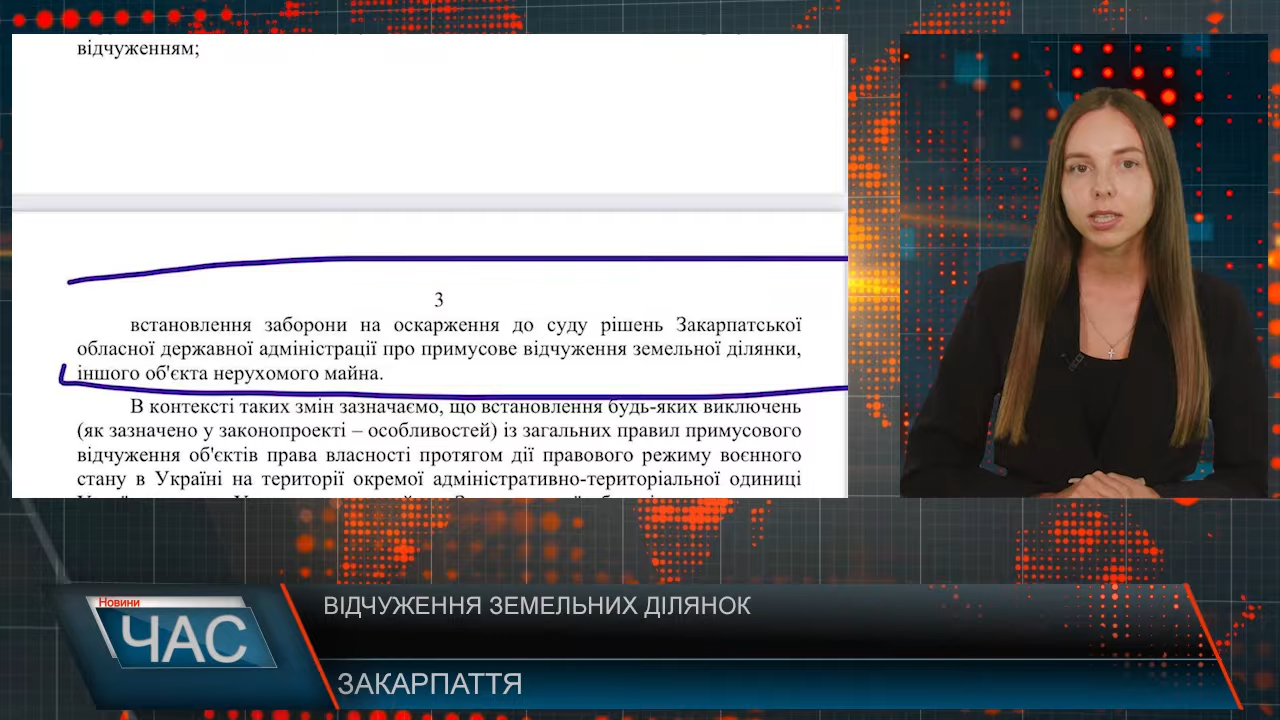 відчуженням;
3
встановлення заборони на оскарження до суду рішень Закарпатської
обласної державної адміністрації про примусове відчуження земельної ділянки,
іншого об'єкта нерухомого майна.
В контексті таких змін зазначаємо, що встановлення будь-яких виключень
(як зазначено у законопроекті – особливостей) із загальних правил примусового
відчуження об'єктів права власності протягом дії правового режиму воєнного
стану в Україні на території окремої адміністративно-територіальної одиниці
Новини
ЧАС
ВІДЧУЖЕННЯ ЗЕМЕЛЬНИХ ДІЛЯНОК
ЗАКАРПАТТЯ